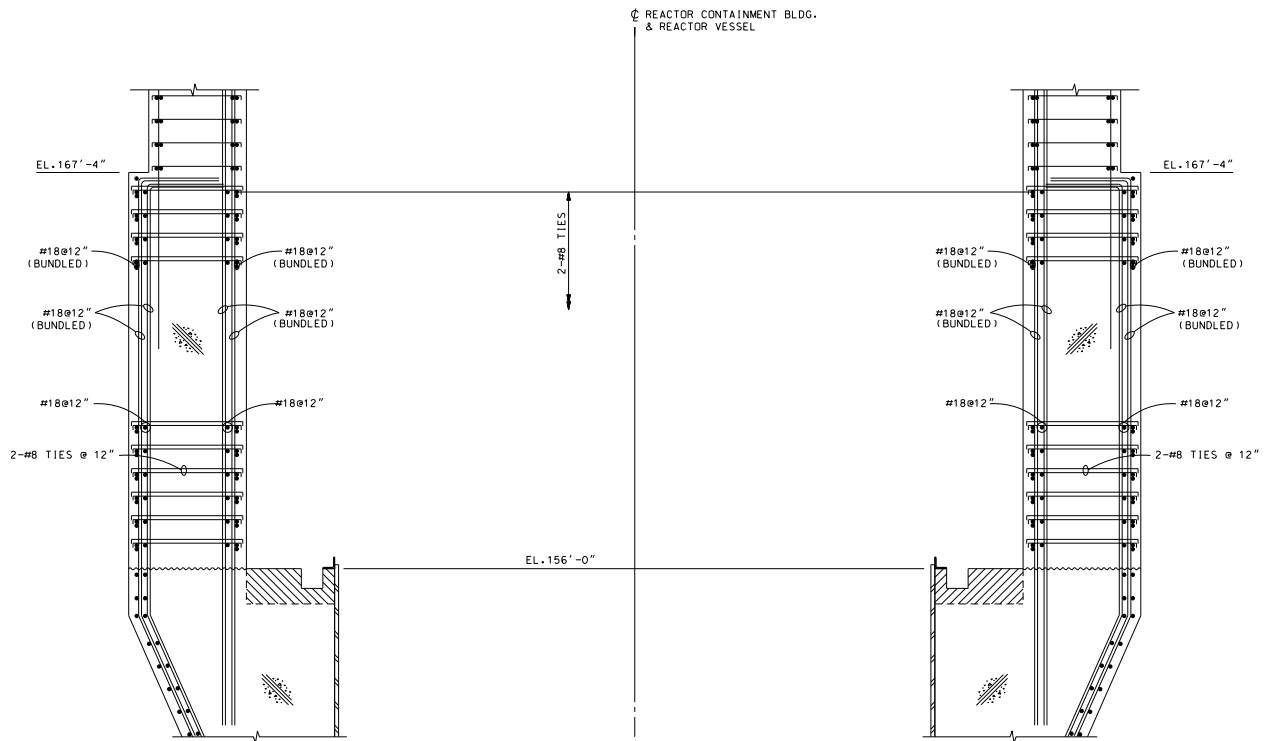 ℄ REACTOR CONTAINMENT BLDG.
& REACTOR VESSEL
EL.167'-4"
EL.167'-4"
2-#8 TIES
#18@12"
(BUNDLED)
#18@12"
(BUNDLED)
#18@12"
(BUNDLED)
#18@12"
(BUNDLED)
#18@12"
(BUNDLED)
#18@12"
(BUNDLED)
#18@12"
(BUNDLED)
#18@12"
(BUNDLED)
#18@12"
#18@12"
#18@12"
#18@12"
2-#8 TIES @ 12"
2-#8 TIES @ 12"
EL.156'-0"